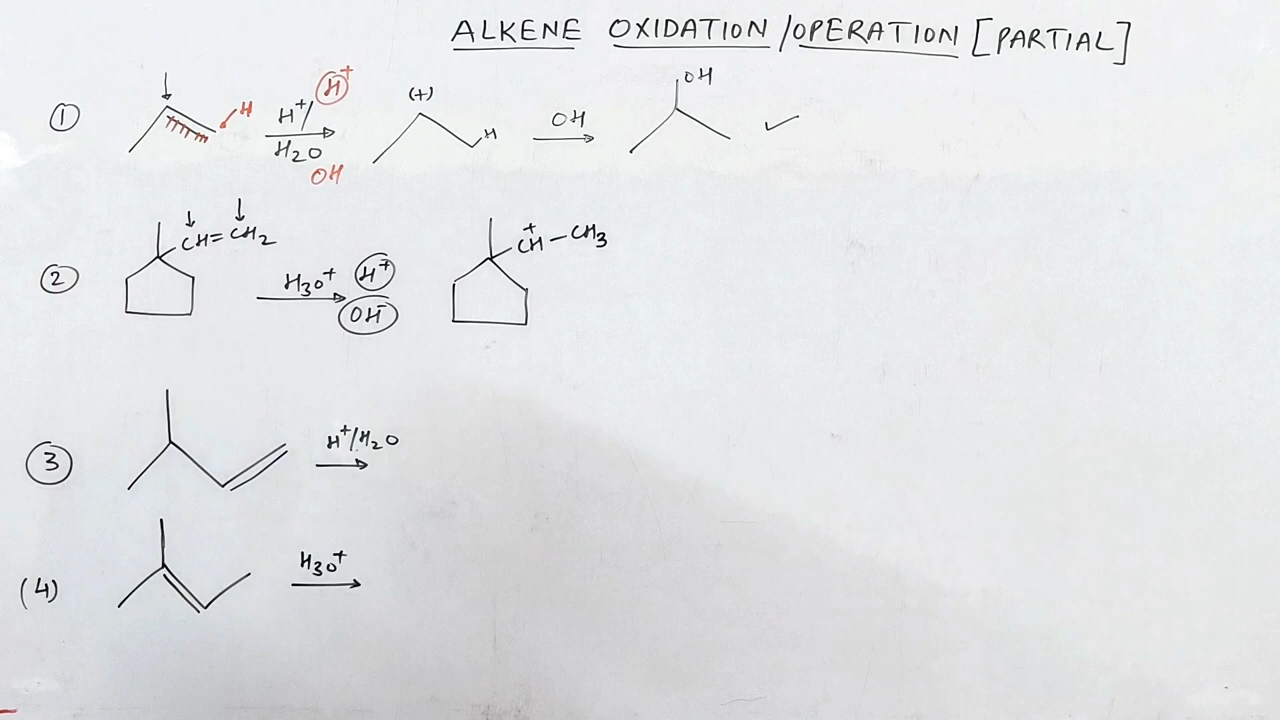 ALKENE OXIDATION/OPERATION [PARTIAL]
① H H⁺/H⁺ H₂O OH (+) H OH OH ✓
② CH=CH₂ H₃O⁺ H⁺ OH⁻ CH⁺-CH₃
③ H⁺/H₂O
(4) H₃O⁺